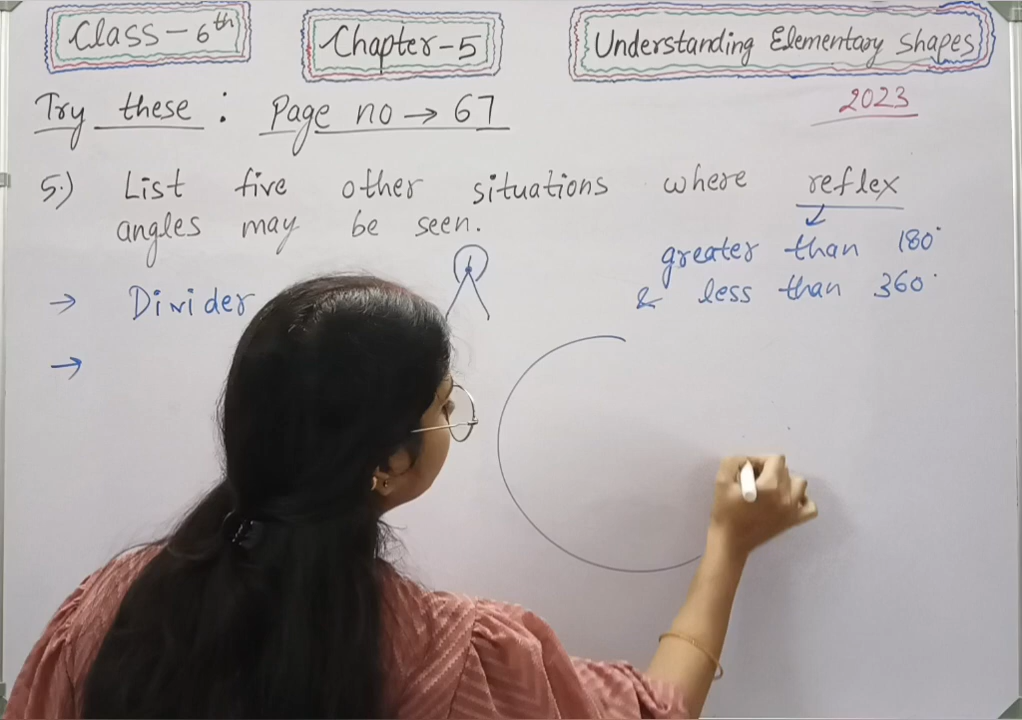 Class - 6th
Chapter-5
Understanding Elementary Shapes
2023
Try these : Page no → 67
5.) List five other situations where reflex
angles may be seen.
greater than 180°
& less than 360°
→ Divider
→